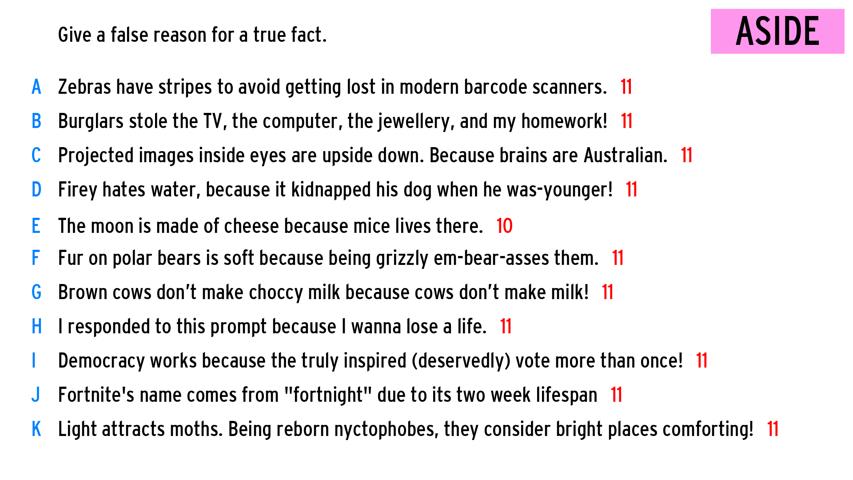 Give a false reason for a true fact.
ASIDE
A Zebras have stripes to avoid getting lost in modern barcode scanners. 11
B Burglars stole the TV, the computer, the jewellery, and my homework! 11
C Projected images inside eyes are upside down. Because brains are Australian. 11
D Firey hates water, because it kidnapped his dog when he was-younger! 11
E The moon is made of cheese because mice lives there. 10
F Fur on polar bears is soft because being grizzly em-bear-asses them. 11
G Brown cows don't make choccy milk because cows don't make milk! 11
H I responded to this prompt because I wanna lose a life. 11
I Democracy works because the truly inspired (deservedly) vote more than once! 11
J Fortnite's name comes from "fortnight" due to its two week lifespan 11
K Light attracts moths. Being reborn nyctophobes, they consider bright places comforting! 11